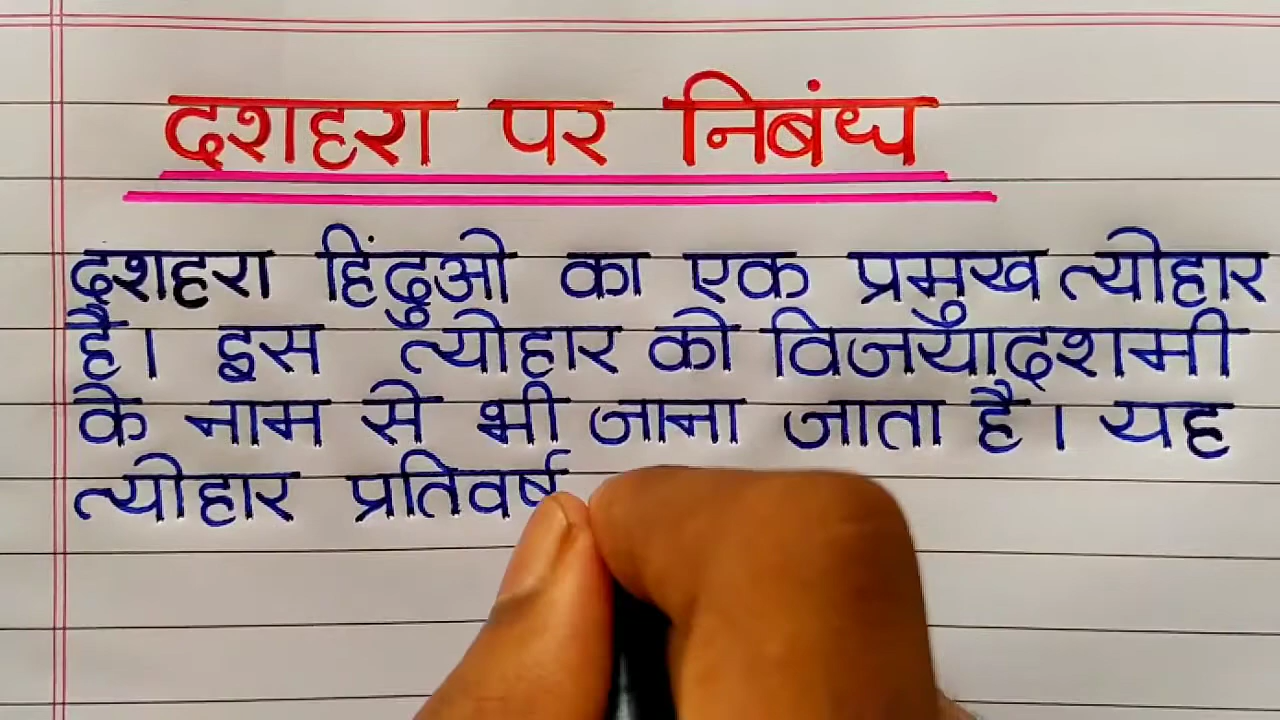 दशहरा पर निबंध
दशहरा हिंदुओ का एक प्रमुख त्योहार
है। इस त्योहार को विजयादशमी
के नाम से भी जाना जाता है। यह
त्योहार प्रतिवर्ष